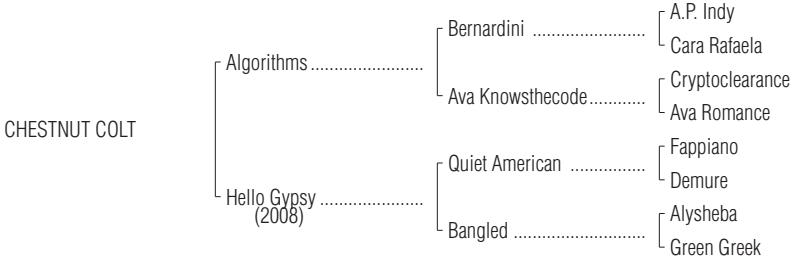 A.P. Indy
Bernardini ........................
Cara Rafaela
Algorithms ........................
Cryptoclearance
Ava Knowsthecode ............
Ava Romance
CHESTNUT COLT
Fappiano
Quiet American ................
Demure
Hello Gypsy ......................
(2008)
Alysheba
Bangled ............................
Green Greek